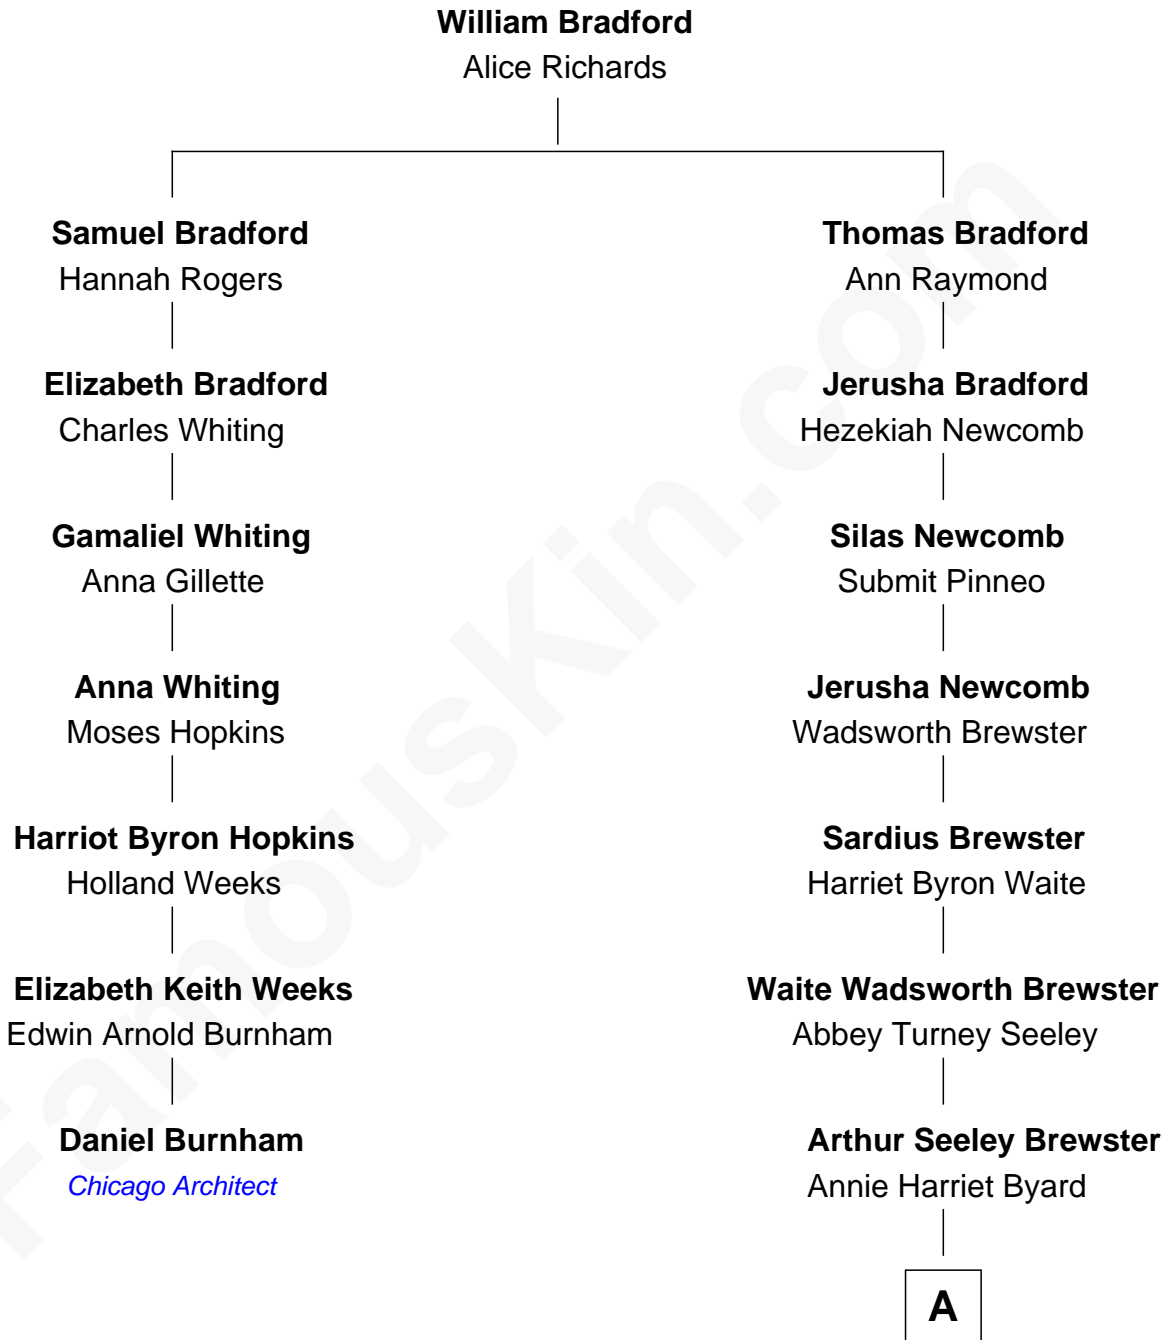 William Bradford
Alice Richards
Samuel Bradford
Hannah Rogers
Thomas Bradford
Ann Raymond
Elizabeth Bradford
Charles Whiting
Jerusha Bradford
Hezekiah Newcomb
Gamaliel Whiting
Anna Gillette
Silas Newcomb
Submit Pinneo
Anna Whiting
Moses Hopkins
Jerusha Newcomb
Wadsworth Brewster
Harriot Byron Hopkins
Holland Weeks
Sardius Brewster
Harriet Byron Waite
Elizabeth Keith Weeks
Edwin Arnold Burnham
Waite Wadsworth Brewster
Abbey Turney Seeley
Daniel Burnham
Chicago Architect
Arthur Seeley Brewster
Annie Harriet Byard
A
FamousKin.com